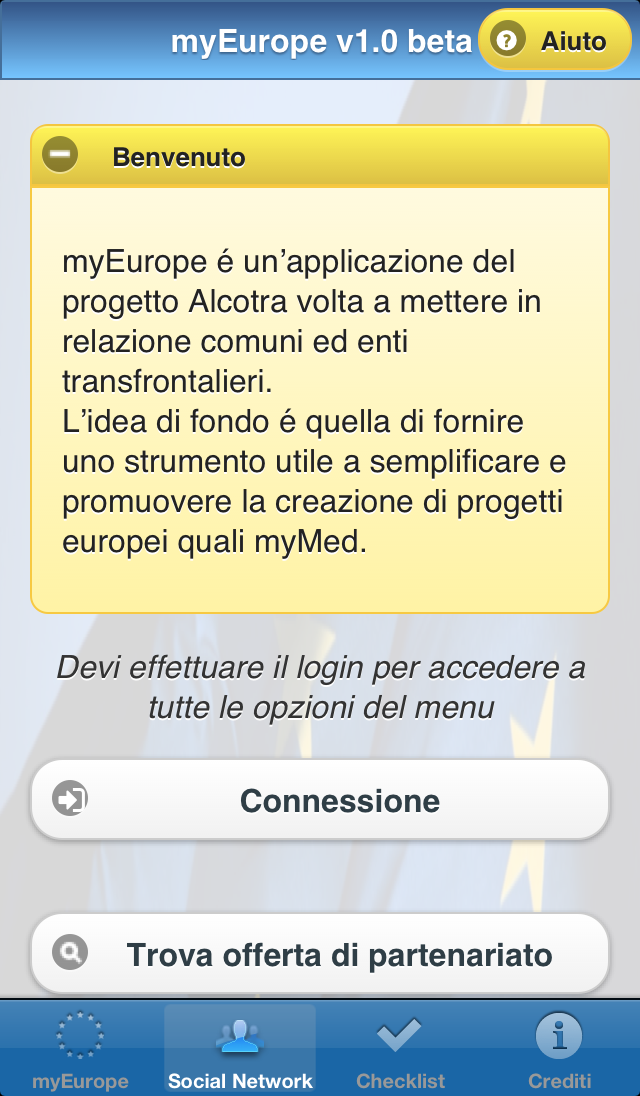 myEurope v1.0 beta
Aiuto
Benvenuto
myEurope é un’applicazione del
progetto Alcotra volta a mettere in
relazione comuni ed enti
transfrontalieri.
L’idea di fondo é quella di fornire
uno strumento utile a semplificare e
promuovere la creazione di progetti
europei quali myMed.
Devi effettuare il login per accedere a
tutte le opzioni del menu
Connessione
Trova offerta di partenariato
myEurope
Social Network
Checklist
Crediti